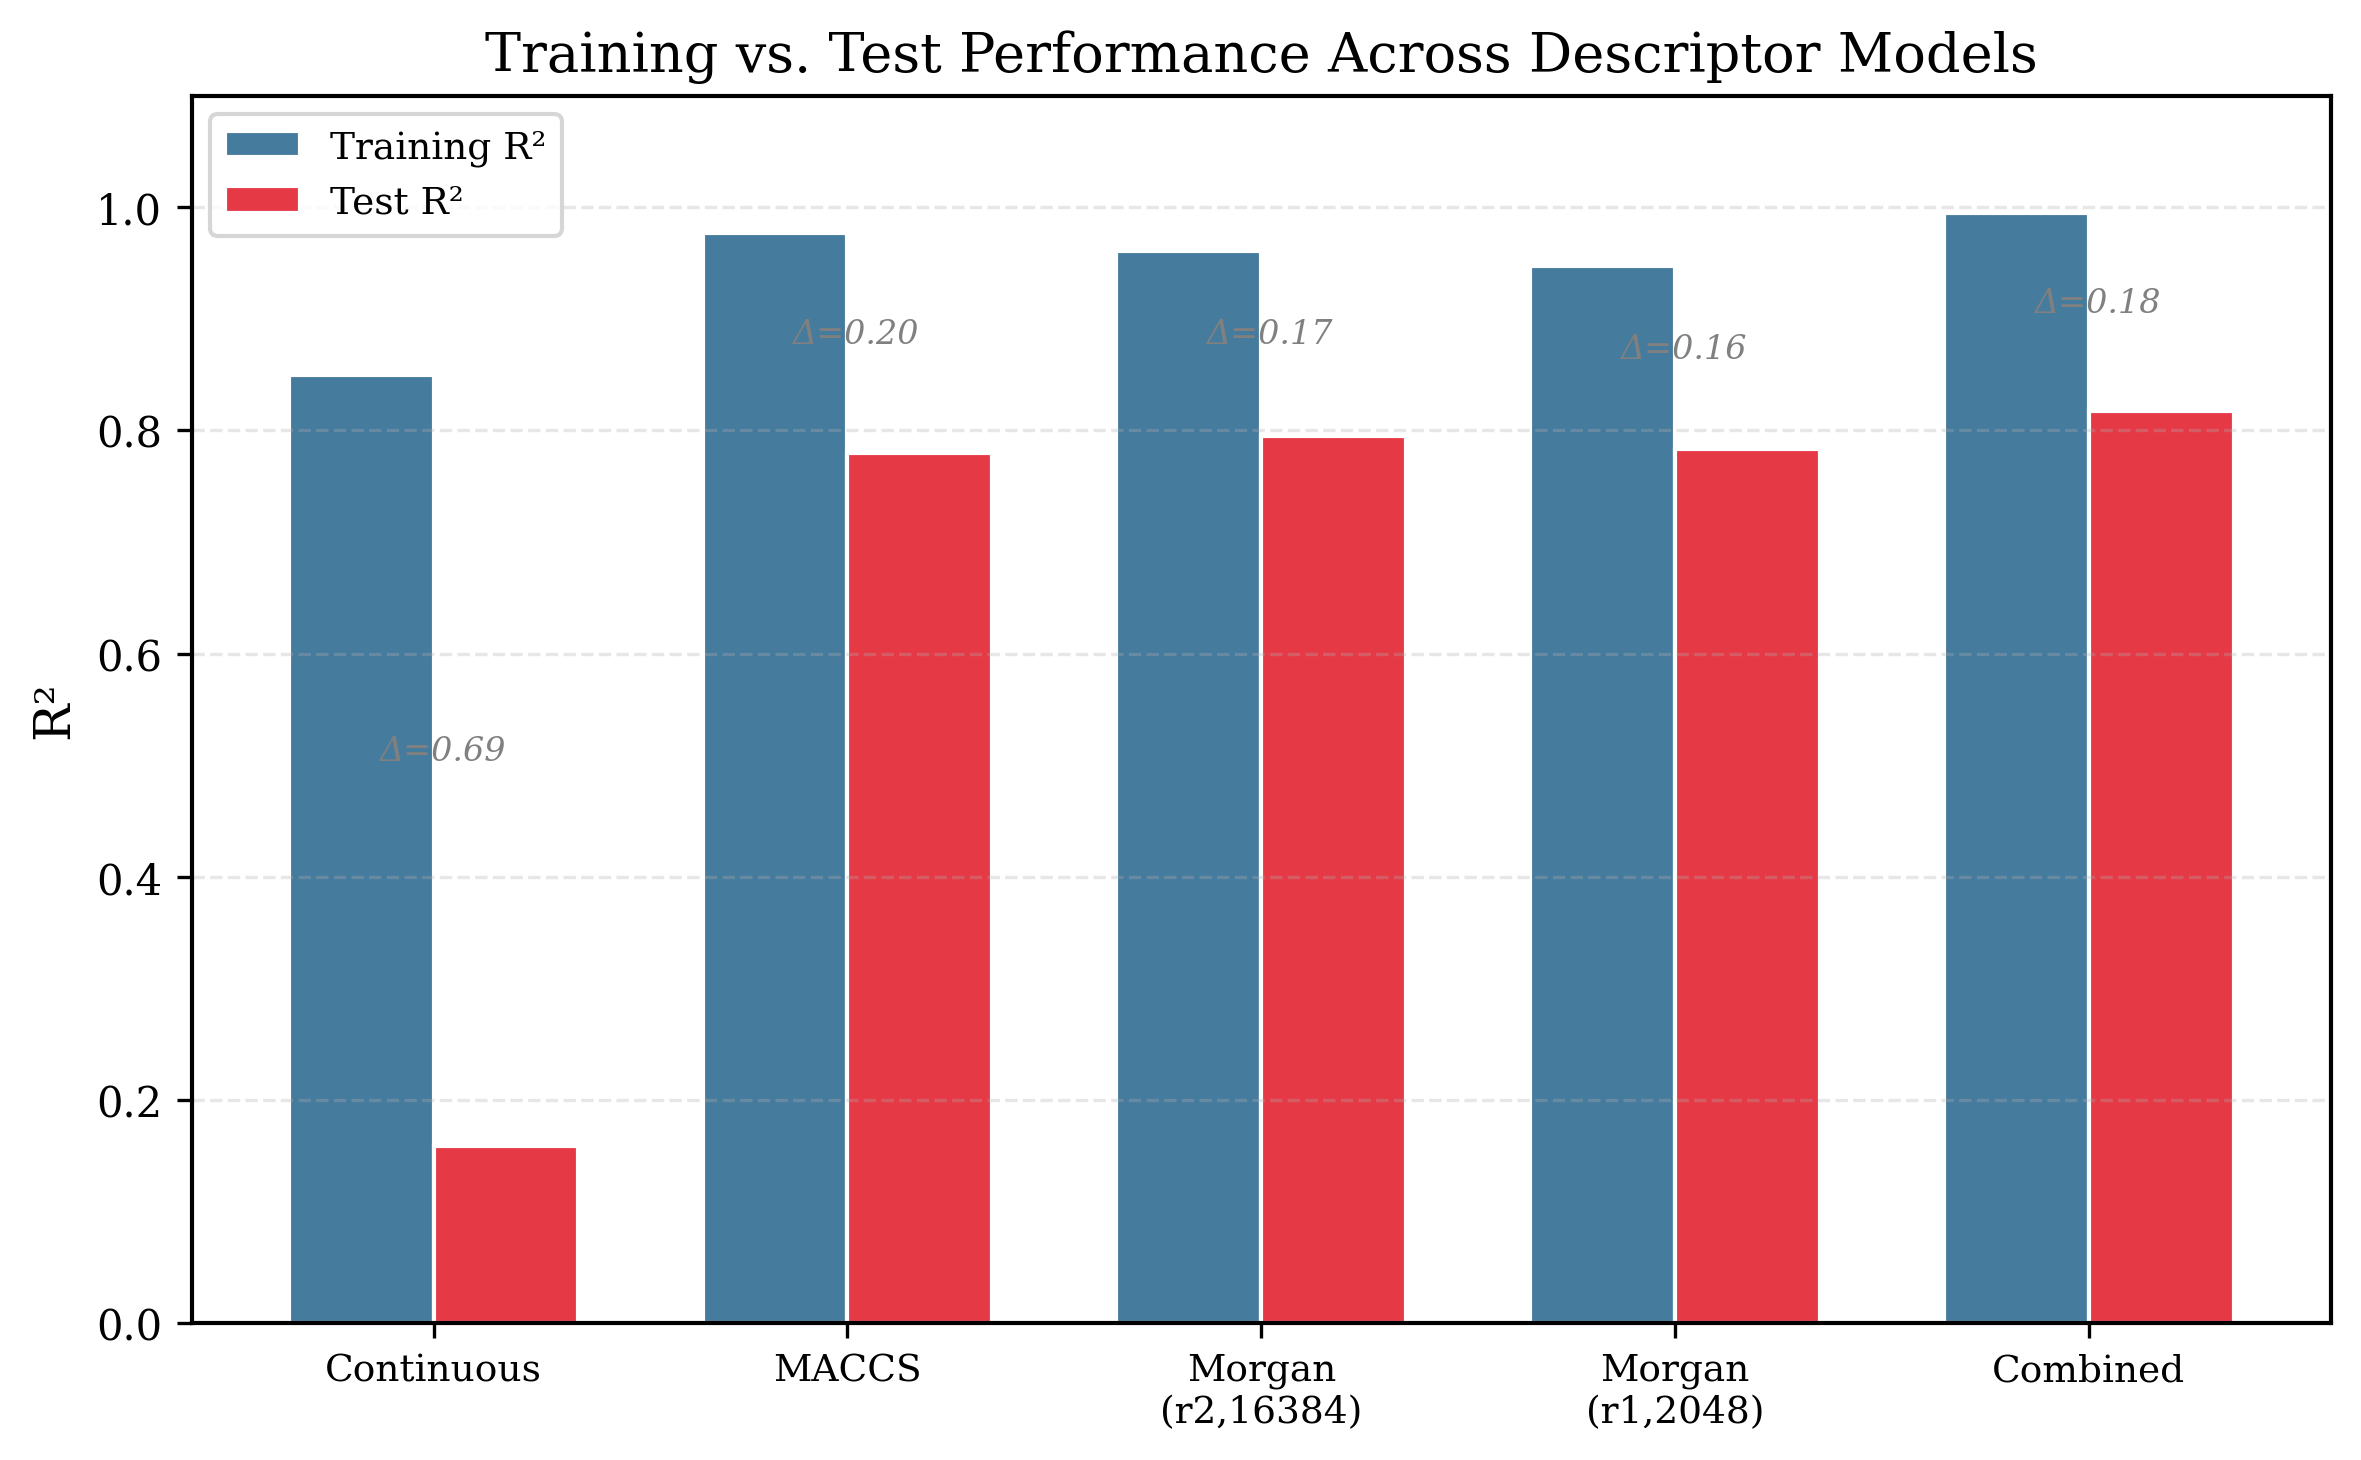 Training vs. Test Performance Across Descriptor Models
Training R²
Test R²
R²
1.0
0.8
0.6
0.4
0.2
0.0
Δ=0.69
Δ=0.20
Δ=0.17
Δ=0.16
Δ=0.18
Continuous
MACCS
Morgan
(r2,16384)
Morgan
(r1,2048)
Combined